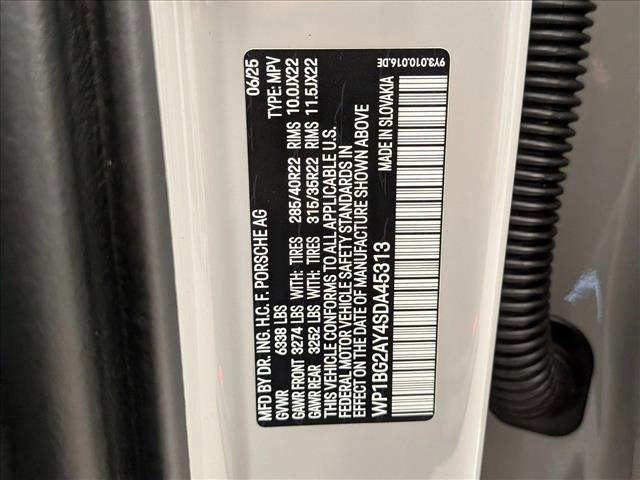 MFD BY DR. ING. H.C. F. PORSCHE AG 06/25
GVWR 6338 LBS TYPE: MPV
GAWR FRONT 3274 LBS WITH: TIRES 285/40R22 RIMS 10.0JX22
GAWR REAR 3252 LBS WITH: TIRES 315/35R22 RIMS 11.5JX22
THIS VEHICLE CONFORMS TO ALL APPLICABLE U.S.
FEDERAL MOTOR VEHICLE SAFETY STANDARDS IN
EFFECT ON THE DATE OF MANUFACTURE SHOWN ABOVE
WP1BG2AY4SDA45313 MADE IN SLOVAKIA
9Y3.010.016.DE